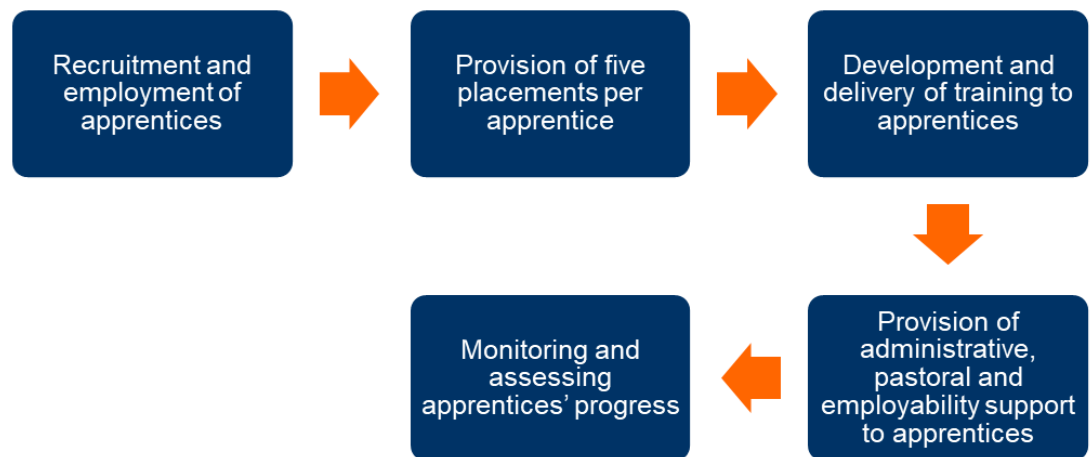 Recruitment and
employment of
apprentices
Provision of five
placements per
apprentice
Development and
delivery of training to
apprentices
Provision of
administrative,
pastoral and
employability support
to apprentices
Monitoring and
assessing
apprentices’ progress